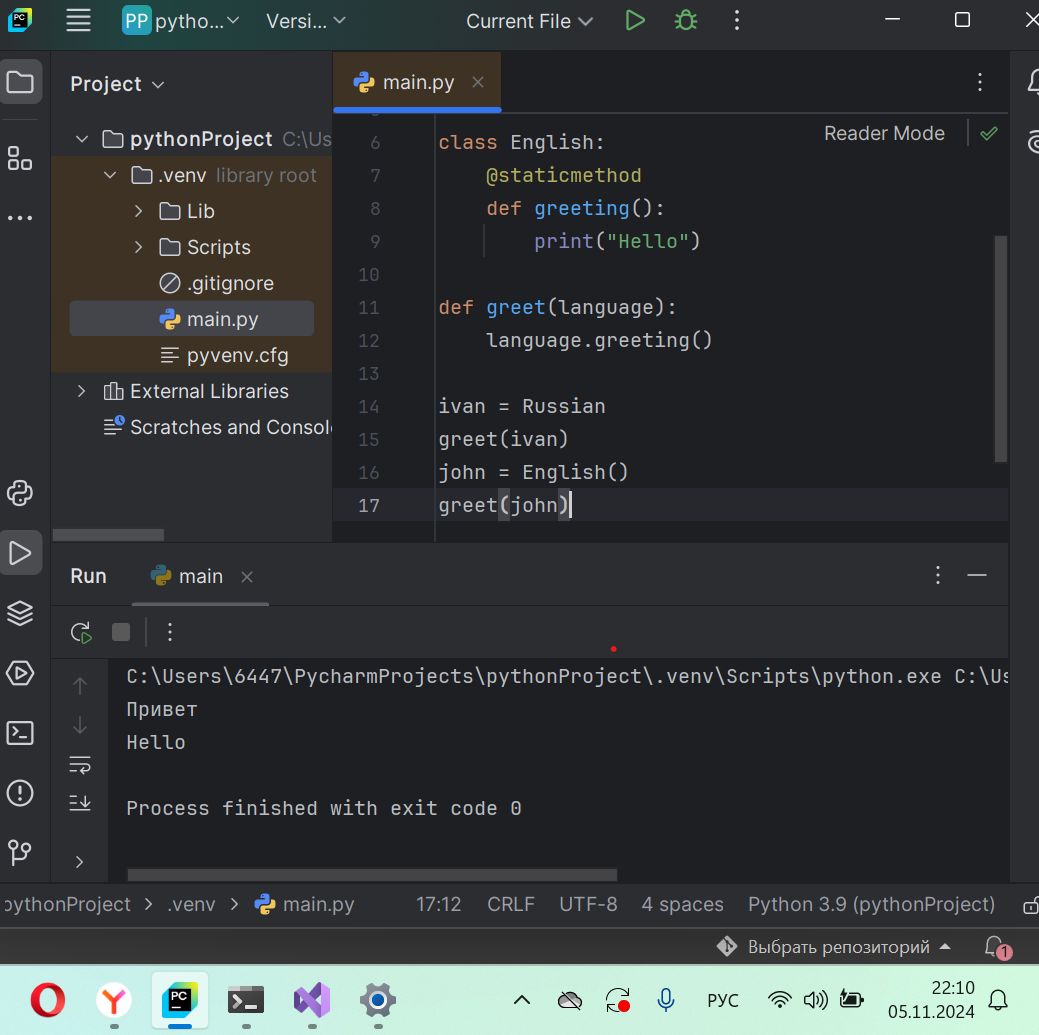 PC
PP pytho...
Versi...
Current File
Project
pythonProject C:\Us
.venv library root
Lib
Scripts
.gitignore
main.py
pyvenv.cfg
External Libraries
Scratches and Consol
main.py
Reader Mode
6 class English:
7 @staticmethod
8 def greeting():
9 print("Hello")
10
11 def greet(language):
12 language.greeting()
13
14 ivan = Russian
15 greet(ivan)
16 john = English()
17 greet(john)
Run main
C:\Users\6447\PycharmProjects\pythonProject\.venv\Scripts\python.exe C:\Us
Привет
Hello
Process finished with exit code 0
pythonProject > .venv > main.py 17:12 CRLF UTF-8 4 spaces Python 3.9 (pythonProject)
Выбрать репозиторий 1
PC
РУС
22:10
05.11.2024